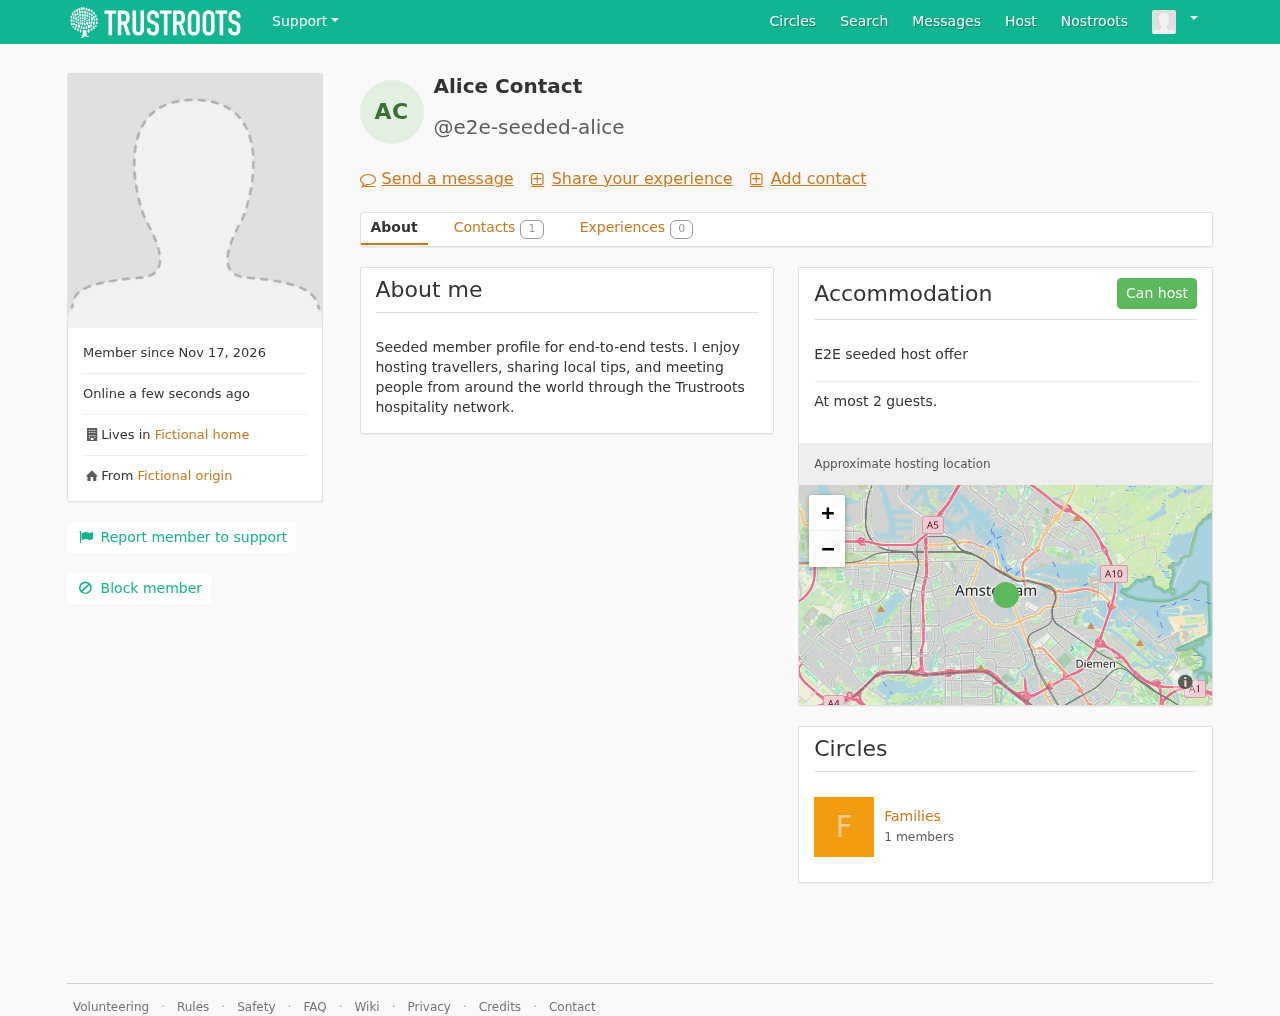 TRUSTROOTS
Support
Circles Search Messages Host Nostroots
Alice Contact
AC
@e2e-seeded-alice
Send a message Share your experience Add contact
About Contacts 1 Experiences 0
Member since Nov 17, 2026
Online a few seconds ago
Lives in Fictional home
From Fictional origin
Report member to support
Block member
About me
Seeded member profile for end-to-end tests. I enjoy
hosting travellers, sharing local tips, and meeting
people from around the world through the Trustroots
hospitality network.
Accommodation Can host
E2E seeded host offer
At most 2 guests.
Approximate hosting location
+
−
A5
A10
Diemen
A1
A4
Circles
F
Families
1 members
Volunteering · Rules · Safety · FAQ · Wiki · Privacy · Credits · Contact